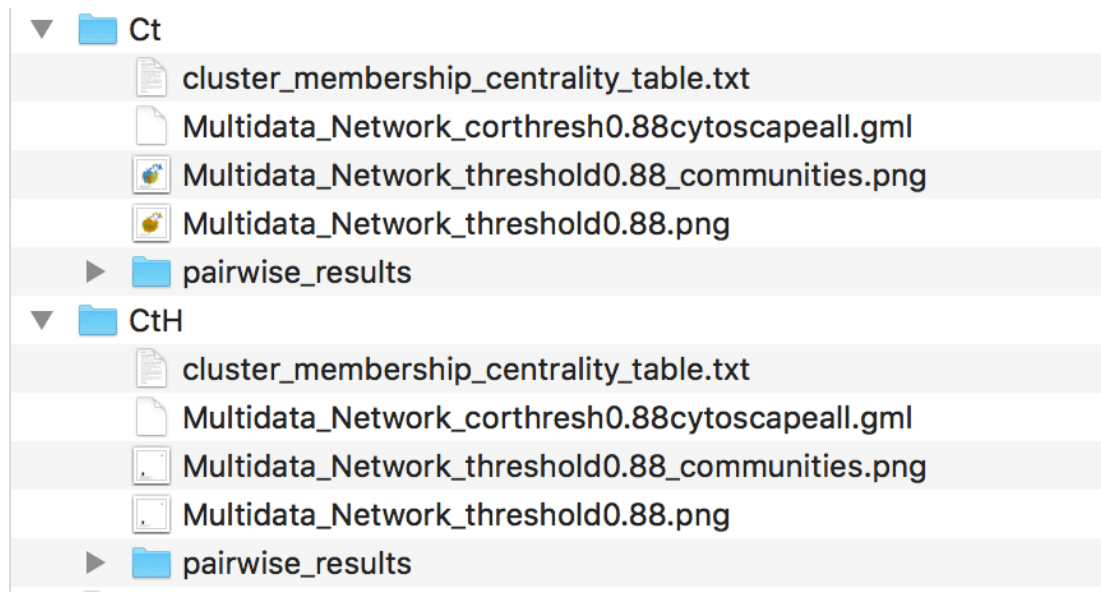 Ct
cluster_membership_centrality_table.txt
Multidata_Network_corthresh0.88cytoscapeall.gml
Multidata_Network_threshold0.88_communities.png
Multidata_Network_threshold0.88.png
pairwise_results
CtH
cluster_membership_centrality_table.txt
Multidata_Network_corthresh0.88cytoscapeall.gml
Multidata_Network_threshold0.88_communities.png
Multidata_Network_threshold0.88.png
pairwise_results